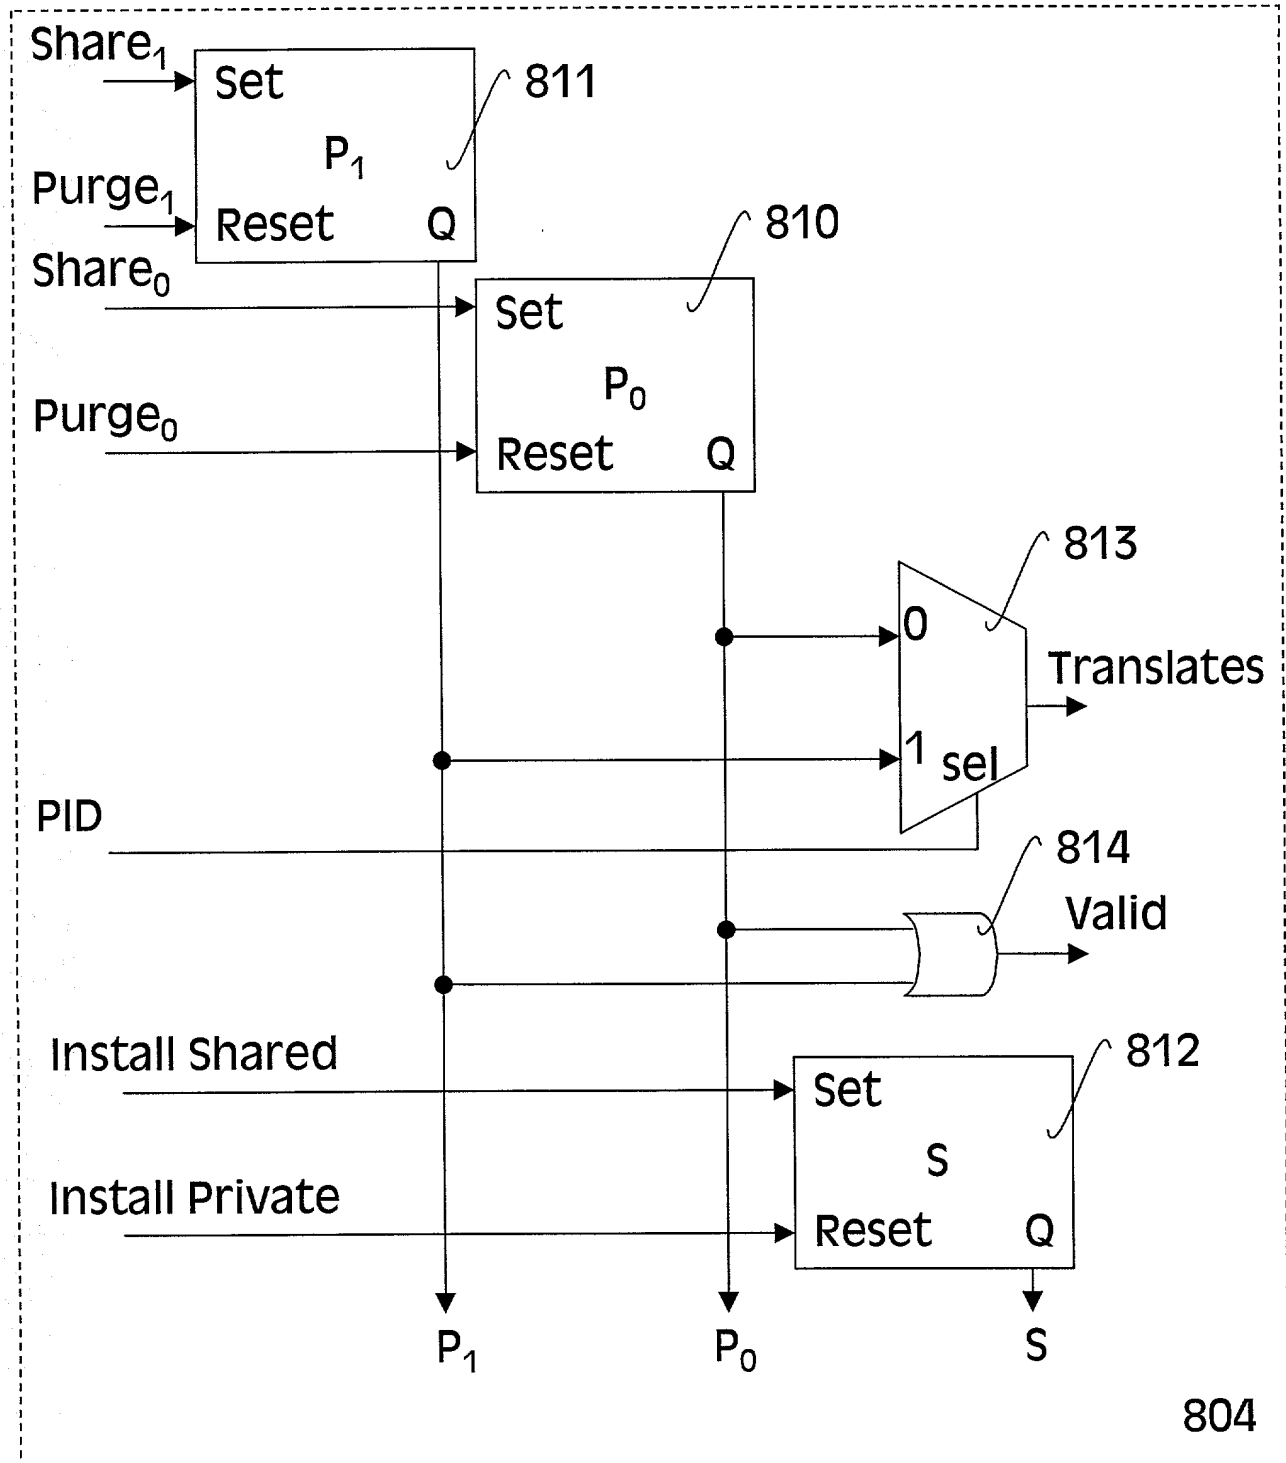 Share1
Set
811
P1
Purge1
Reset Q
810
Share0
Set
P0
Purge0
Reset Q
813
0
Translates
1 sel
PID
814
Valid
Install Shared
812
Set
S
Install Private
Reset Q
P1 P0 S
804